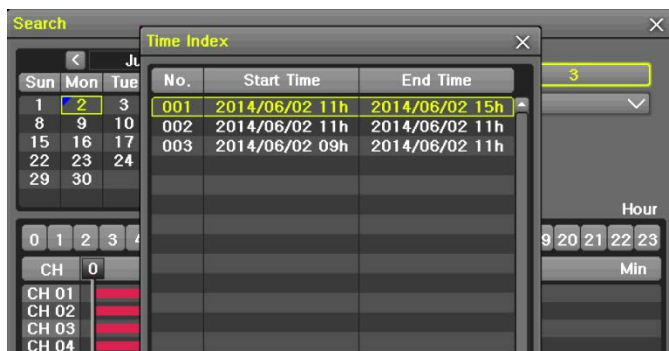 Search
Time Index
Ju
3
Sun Mon Tue
No. Start Time End Time
1 2 3
001 2014/06/02 11h 2014/06/02 15h
8 9 10
002 2014/06/02 11h 2014/06/02 11h
15 16 17
003 2014/06/02 09h 2014/06/02 11h
22 23 24
29 30
Hour
0 1 2 3 9 20 21 22 23
CH 0 Min
CH 01
CH 02
CH 03
CH 04